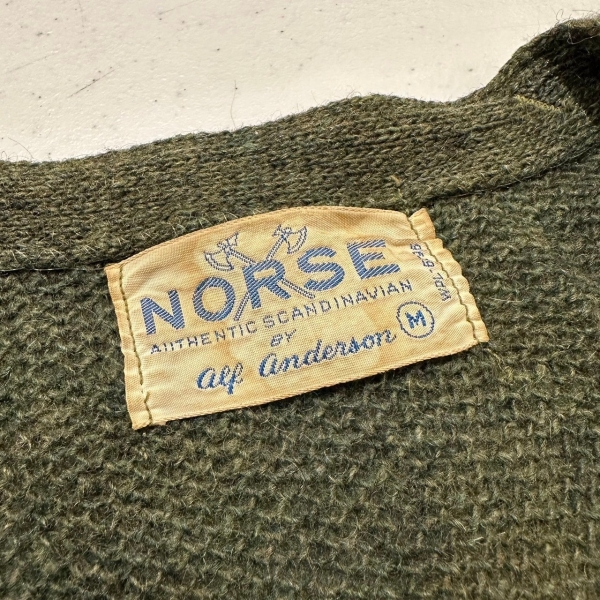 NORSE
AUTHENTIC SCANDINAVIAN
BY
Alf Anderson
M